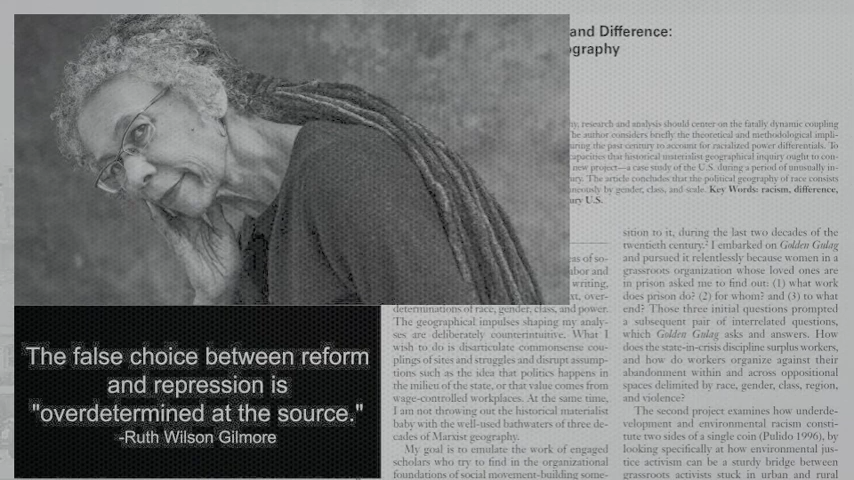 and Difference:
ography
hy, research and analysis should center on the fatally dynamic coupling
he author considers briefly the theoretical and methodological impli-
uring the past century to account for racialized power differentials. To
capacities that historical materialist geographical inquiry ought to con-
new project—a case study of the U.S. during a period of unusually in-
ury. The article concludes that the political geography of race consists
neously by gender, class, and scale. Key Words: racism, difference,
ury U.S.
eas of so-
abor and
writing,
xt, over-
determinations of race, gender, class, and power.
The geographical impulses shaping my analy-
ses are deliberately counterintuitive. What I
wish to do is disarticulate commonsense cou-
plings of sites and struggles and disrupt assump-
tions such as the idea that politics happens in
the milieu of the state, or that value comes from
wage-controlled workplaces. At the same time,
I am not throwing out the historical materialist
baby with the well-used bathwaters of three de-
cades of Marxist geography.
My goal is to emulate the work of engaged
scholars who try to find in the organizational
foundations of social movement-building some-
sition to it, during the last two decades of the
twentieth century.² I embarked on Golden Gulag
and pursued it relentlessly because women in a
grassroots organization whose loved ones are
in prison asked me to find out: (1) what work
does prison do? (2) for whom? and (3) to what
end? Those three initial questions prompted
a subsequent pair of interrelated questions,
which Golden Gulag asks and answers. How
does the state-in-crisis discipline surplus workers,
and how do workers organize against their
abandonment within and across oppositional
spaces delimited by race, gender, class, region,
and violence?
The second project examines how underde-
velopment and environmental racism consti-
tute two sides of a single coin (Pulido 1996), by
looking specifically at how environmental jus-
tice activism can be a sturdy bridge between
grassroots activists stuck in urban and rural
The false choice between reform
and repression is
"overdetermined at the source."
-Ruth Wilson Gilmore